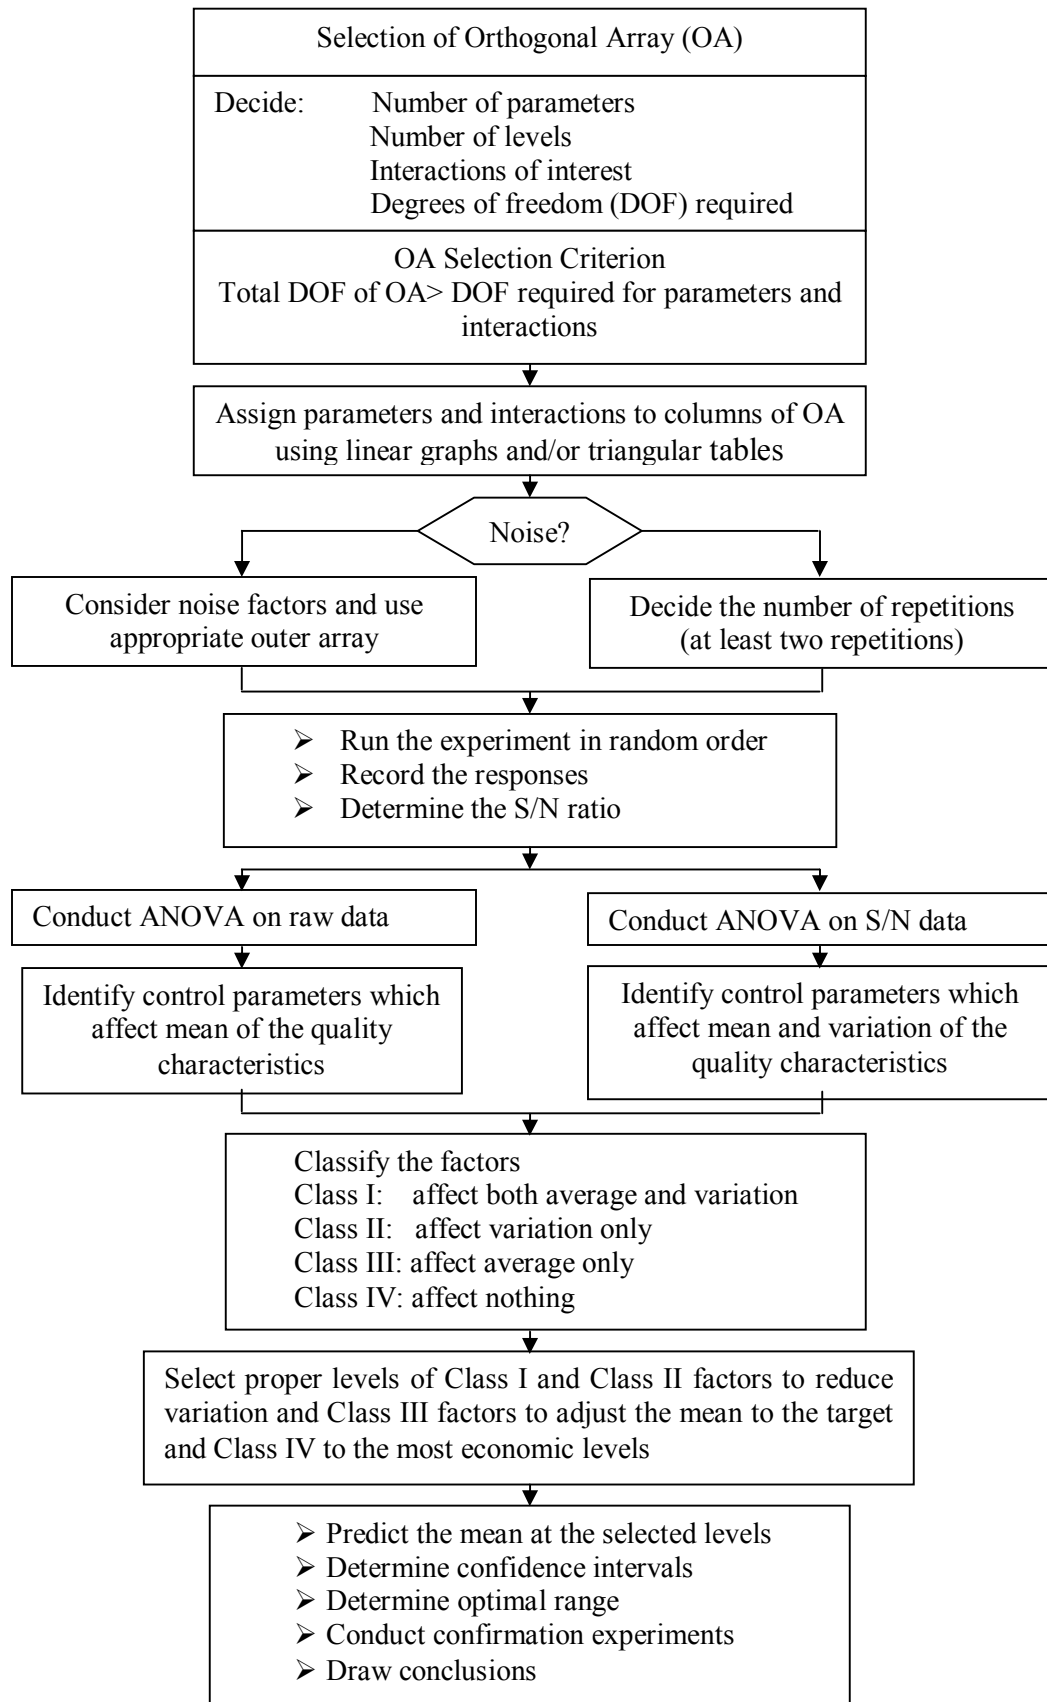 Selection of Orthogonal Array (OA)
Decide: Number of parameters
Number of levels
Interactions of interest
Degrees of freedom (DOF) required
OA Selection Criterion
Total DOF of OA> DOF required for parameters and
interactions
Assign parameters and interactions to columns of OA
using linear graphs and/or triangular tables
Noise?
Consider noise factors and use
appropriate outer array
Decide the number of repetitions
(at least two repetitions)
➢ Run the experiment in random order
➢ Record the responses
➢ Determine the S/N ratio
Conduct ANOVA on raw data
Conduct ANOVA on S/N data
Identify control parameters which
affect mean of the quality
characteristics
Identify control parameters which
affect mean and variation of the
quality characteristics
Classify the factors
Class I: affect both average and variation
Class II: affect variation only
Class III: affect average only
Class IV: affect nothing
Select proper levels of Class I and Class II factors to reduce
variation and Class III factors to adjust the mean to the target
and Class IV to the most economic levels
➢ Predict the mean at the selected levels
➢ Determine confidence intervals
➢ Determine optimal range
➢ Conduct confirmation experiments
➢ Draw conclusions